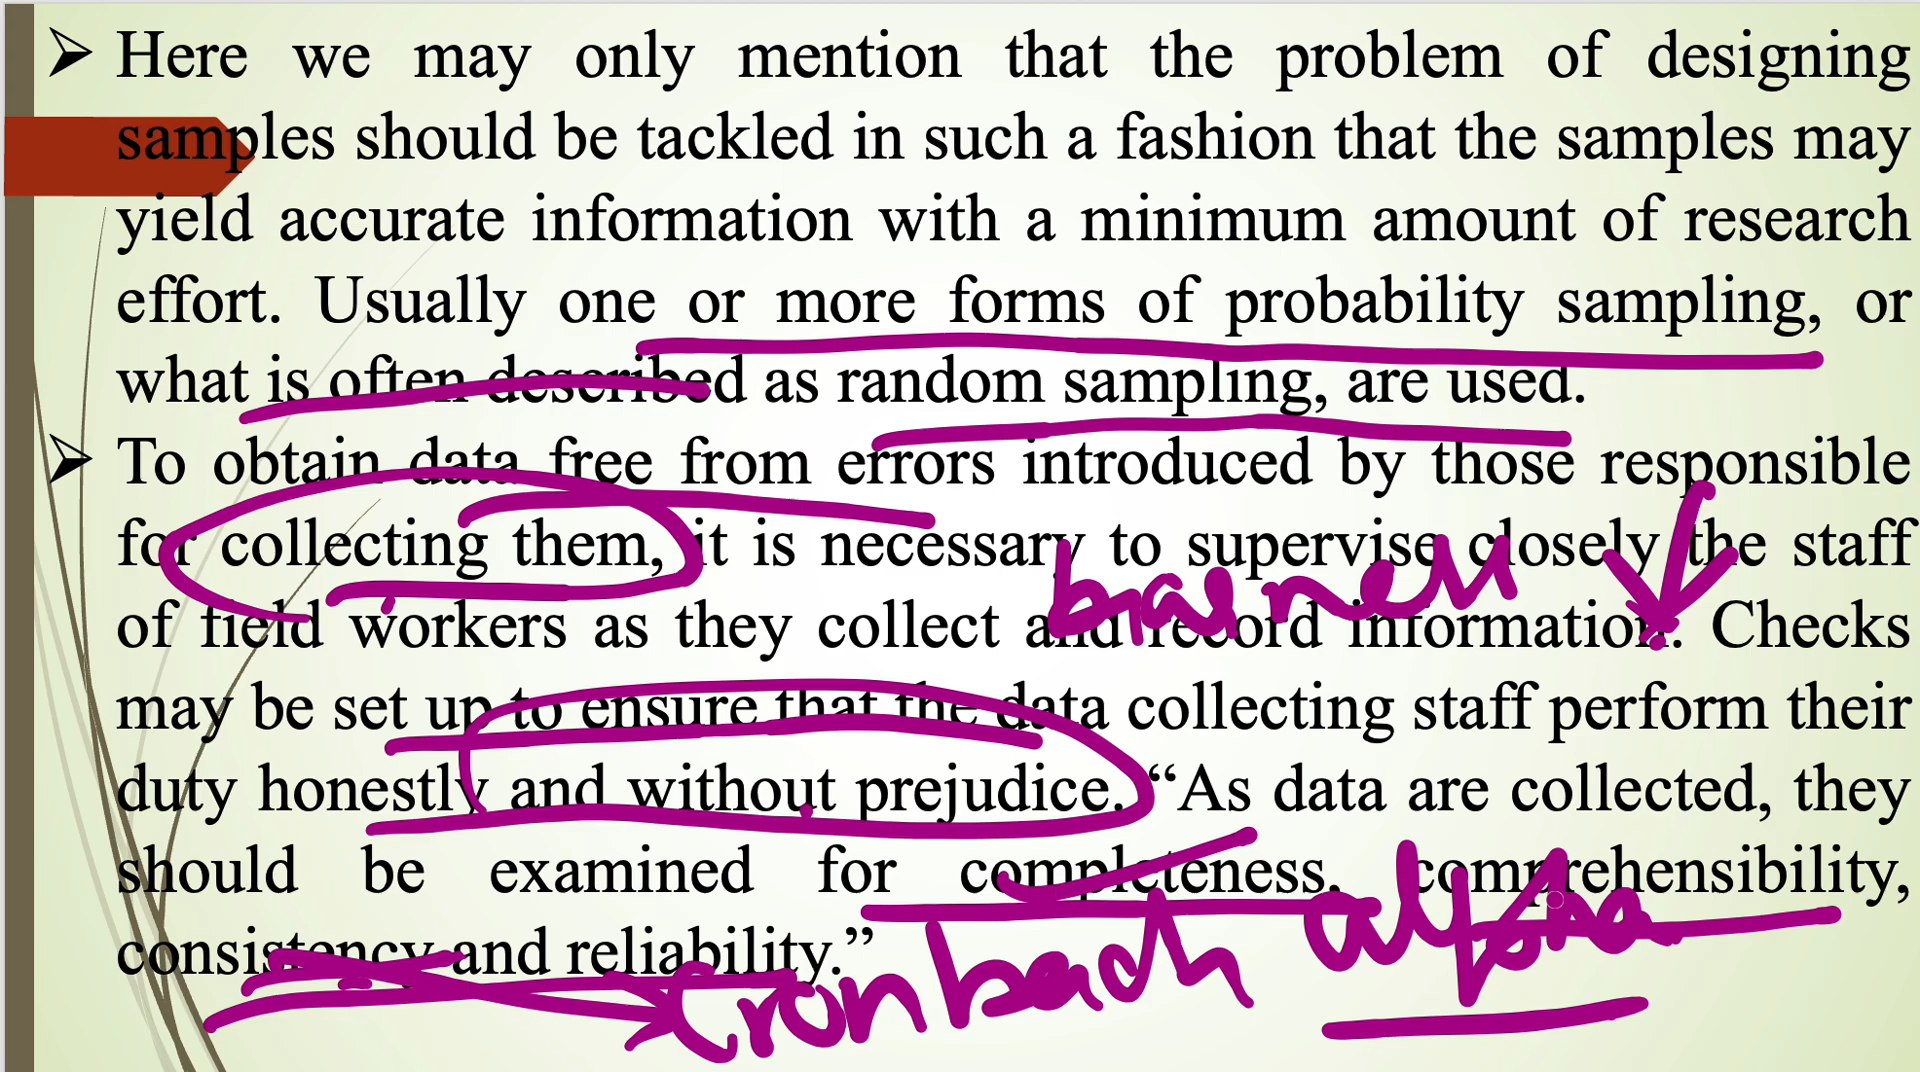 Here we may only mention that the problem of designing
samples should be tackled in such a fashion that the samples may
yield accurate information with a minimum amount of research
effort. Usually one or more forms of probability sampling, or
what is often described as random sampling, are used.
To obtain data free from errors introduced by those responsible
for collecting them, it is necessary to supervise closely the staff
of field workers as they collect and record information. Checks
may be set up to ensure that the data collecting staff perform their
duty honestly and without prejudice. “As data are collected, they
should be examined for completeness, comprehensibility,
consistency and reliability.”
Cronbach alpha